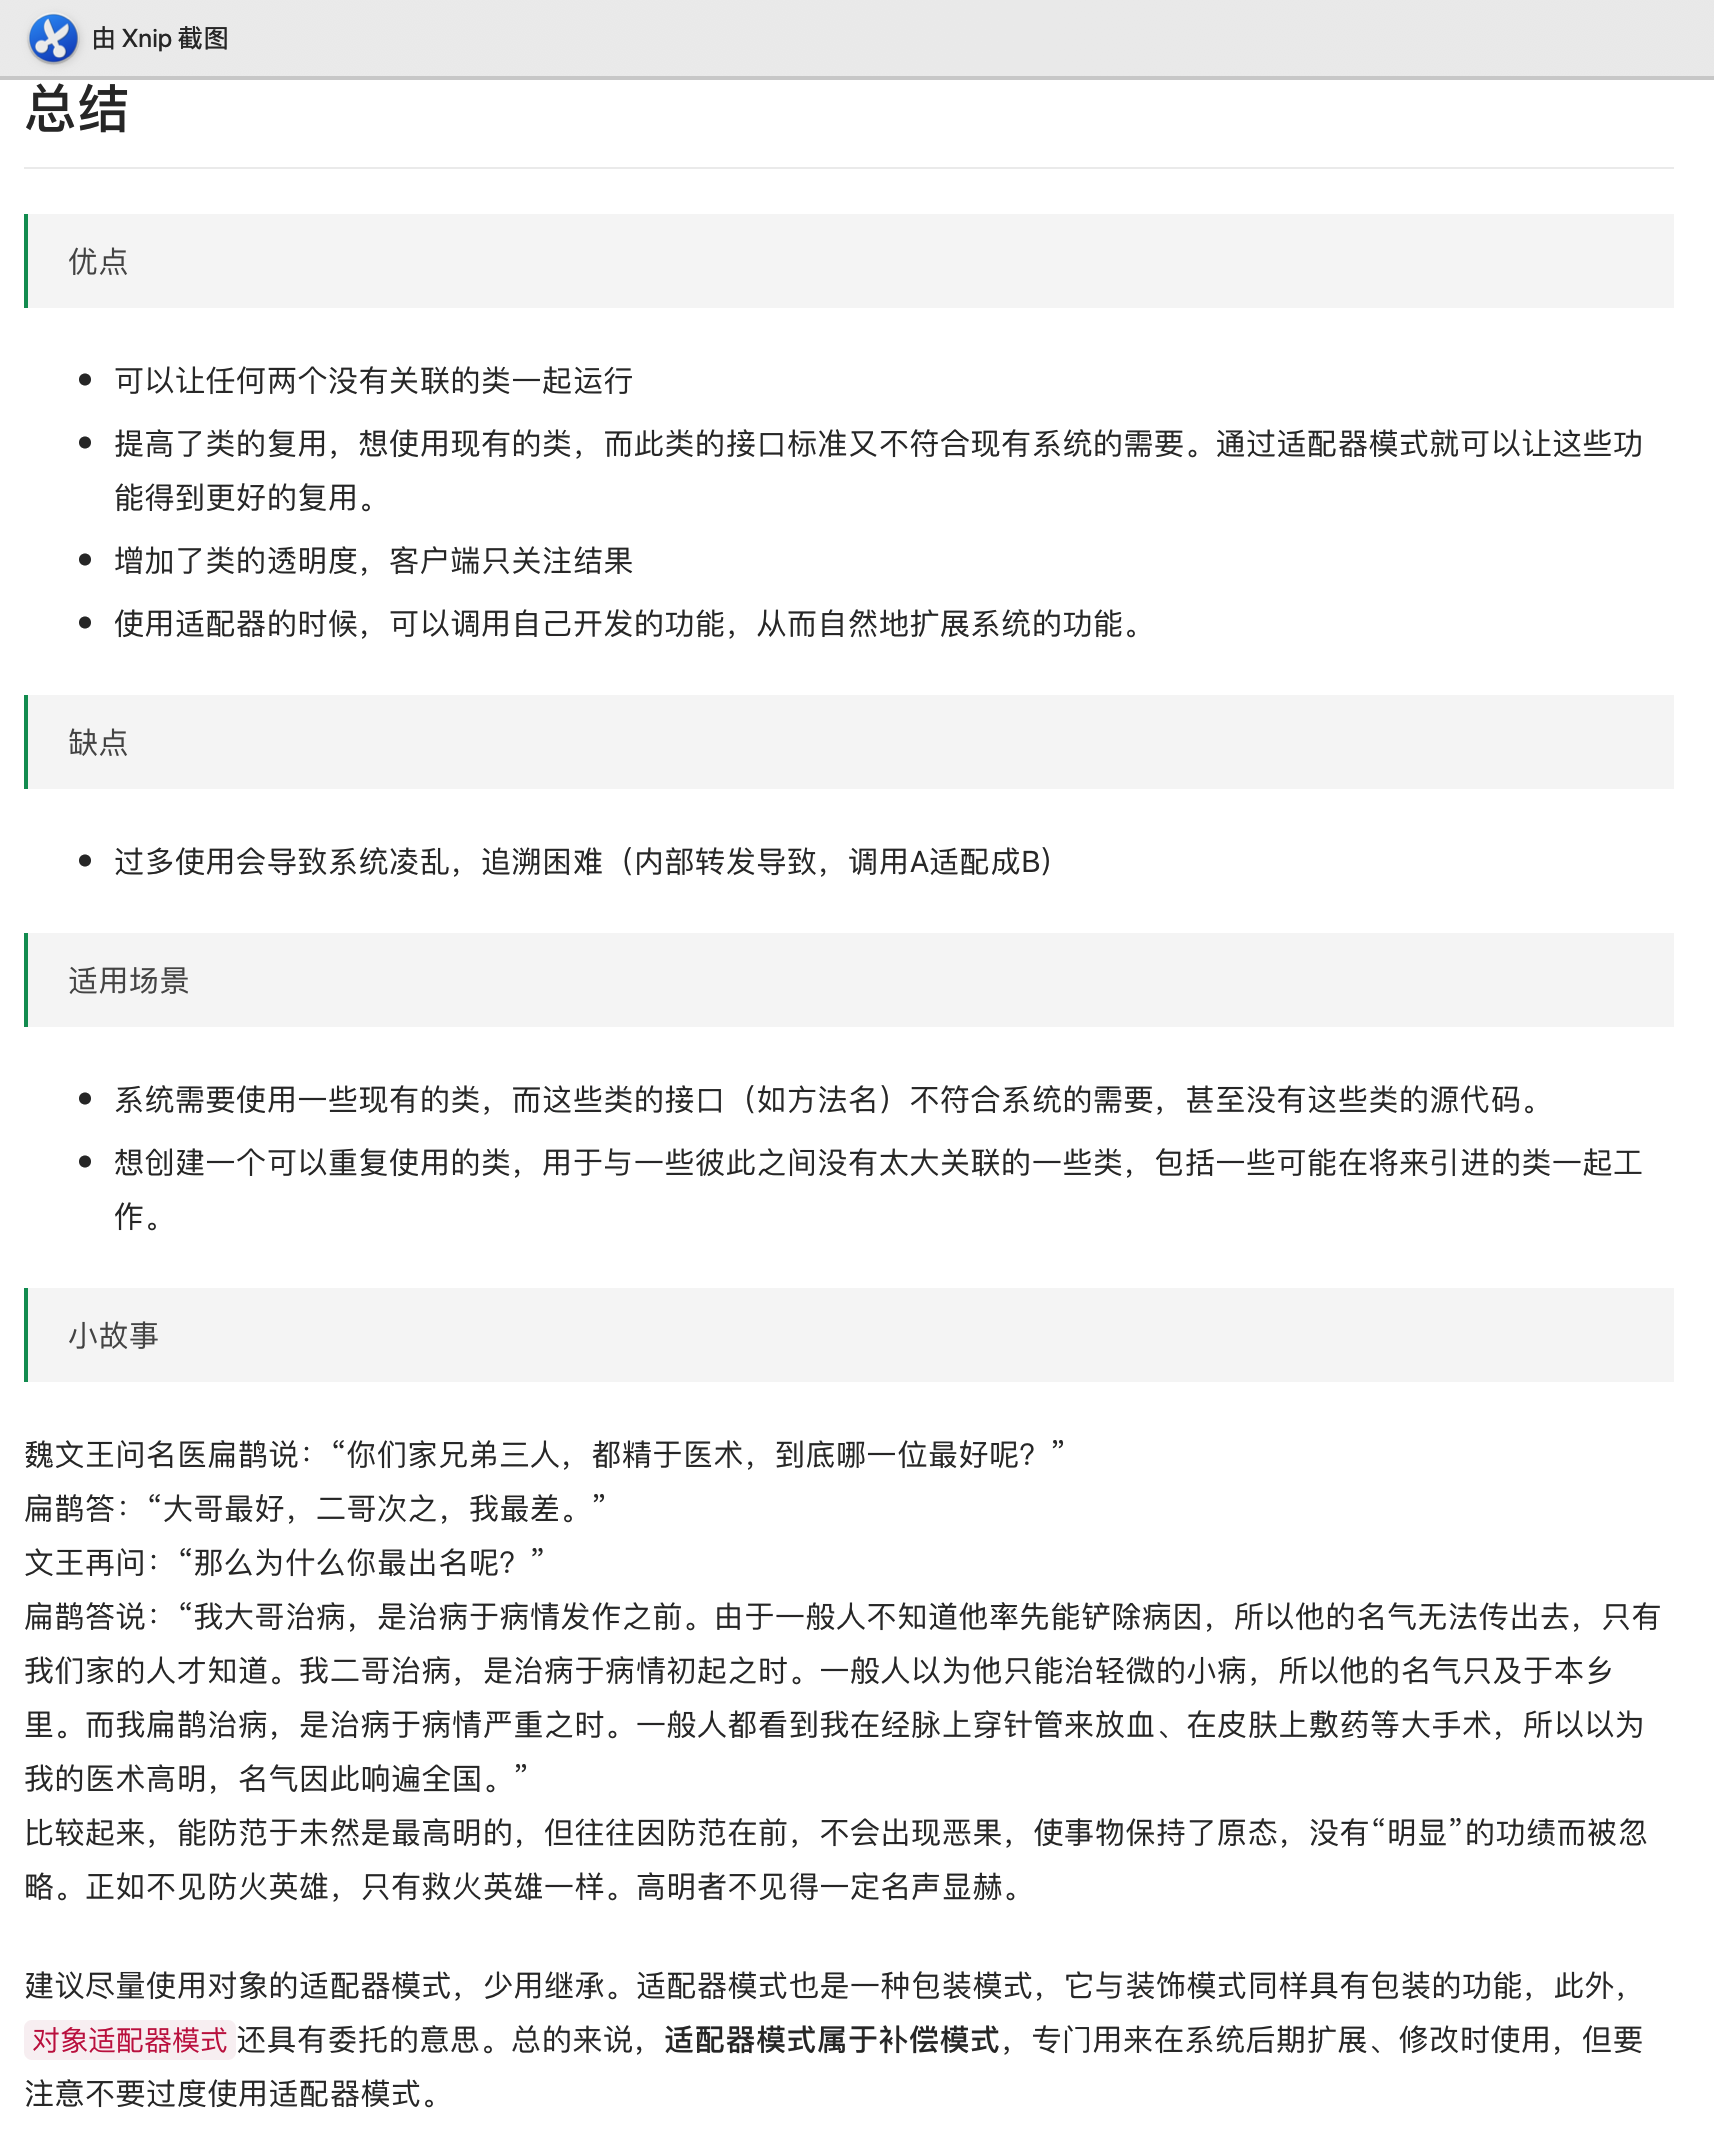 由 Xnip 截图
总结
优点
可以让任何两个没有关联的类一起运行
提高了类的复用，想使用现有的类，而此类的接口标准又不符合现有系统的需要。通过适配器模式就可以让这些功
能得到更好的复用。
增加了类的透明度，客户端只关注结果
使用适配器的时候，可以调用自己开发的功能，从而自然地扩展系统的功能。
缺点
过多使用会导致系统凌乱，追溯困难（内部转发导致，调用A适配成B）
适用场景
系统需要使用一些现有的类，而这些类的接口（如方法名）不符合系统的需要，甚至没有这些类的源代码。
想创建一个可以重复使用的类，用于与一些彼此之间没有太大关联的一些类，包括一些可能在将来引进的类一起工
作。
小故事
魏文王问名医扁鹊说：“你们家兄弟三人，都精于医术，到底哪一位最好呢？”
扁鹊答：“大哥最好，二哥次之，我最差。”
文王再问：“那么为什么你最出名呢？”
扁鹊答说：“我大哥治病，是治病于病情发作之前。由于一般人不知道他率先能铲除病因，所以他的名气无法传出去，只有
我们家的人才知道。我二哥治病，是治病于病情初起之时。一般人以为他只能治轻微的小病，所以他的名气只及于本乡
里。而我扁鹊治病，是治病于病情严重之时。一般人都看到我在经脉上穿针管来放血、在皮肤上敷药等大手术，所以以为
我的医术高明，名气因此响遍全国。”
比较起来，能防范于未然是最高明的，但往往因防范在前，不会出现恶果，使事物保持了原态，没有“明显”的功绩而被忽
略。正如不见防火英雄，只有救火英雄一样。高明者不见得一定名声显赫。
建议尽量使用对象的适配器模式，少用继承。适配器模式也是一种包装模式，它与装饰模式同样具有包装的功能，此外，
对象适配器模式还具有委托的意思。总的来说，适配器模式属于补偿模式，专门用来在系统后期扩展、修改时使用，但要
注意不要过度使用适配器模式。